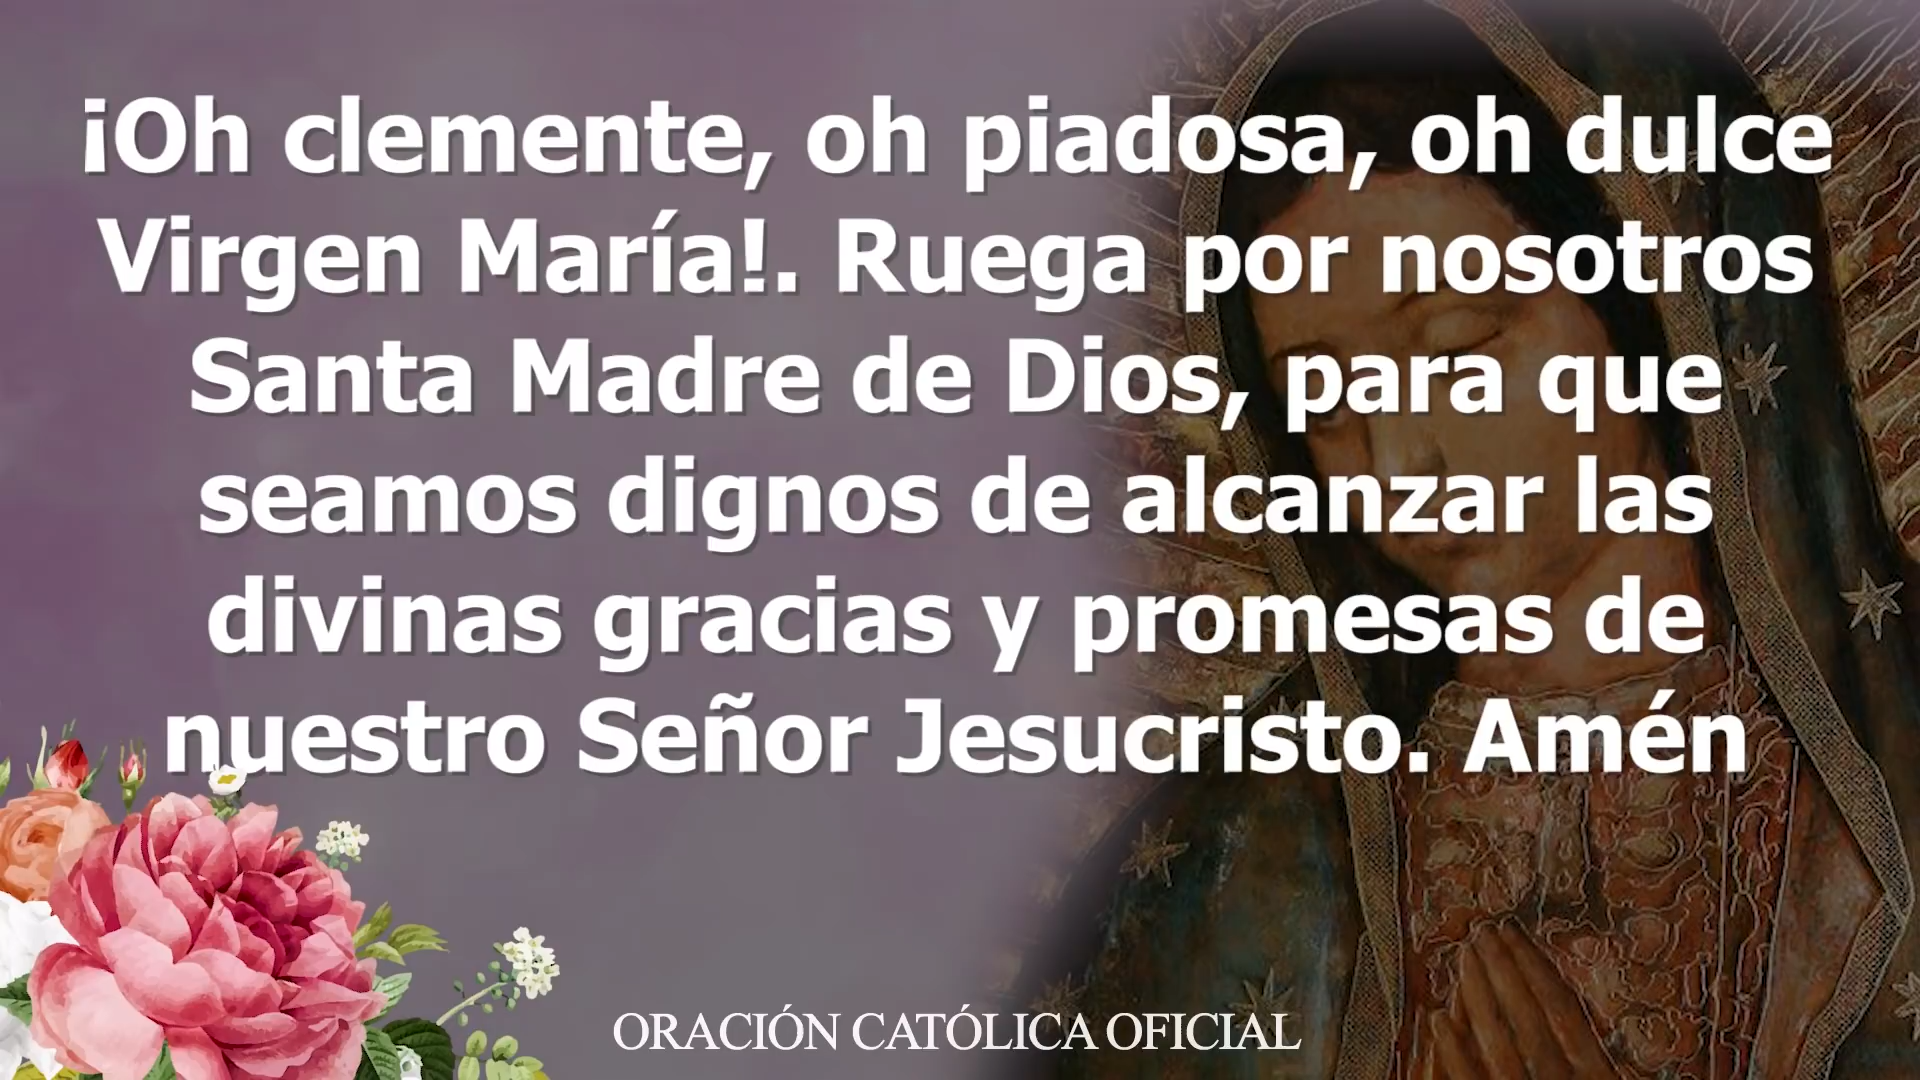 ¡Oh clemente, oh piadosa, oh dulce
Virgen María!. Ruega por nosotros
Santa Madre de Dios, para que
seamos dignos de alcanzar las
divinas gracias y promesas de
nuestro Señor Jesucristo. Amén
ORACIÓN CATÓLICA OFICIAL